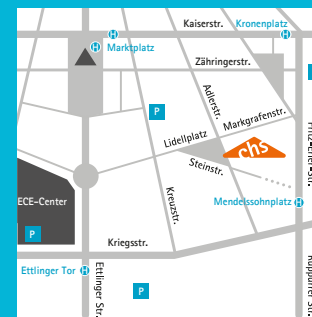 Kaiserstr.
Kronenplatz
H
H
H
Marktplatz
Zähringerstr.
P
Adlerstr.
Markgrafenstr.
Lidellplatz
chs
Steinstr.
Kreuzstr.
ECE-Center
Mendelssohnplatz
H
P
Kriegsstr.
Ettlinger Tor
H
Ettlinger Str.
P